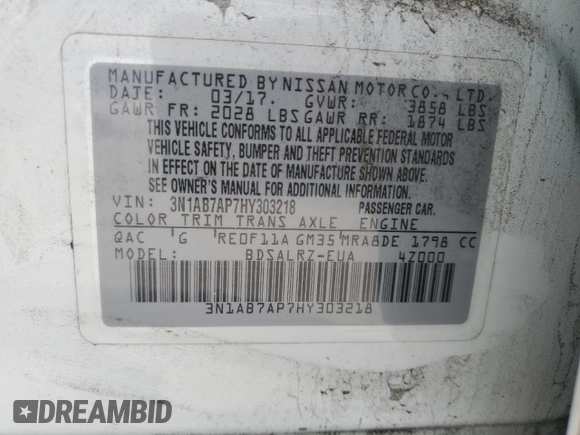 MANUFACTURED BY NISSAN MOTOR CO., LTD.
DATE: 03/17. GVWR: 3858 LBS
GAWR FR: 2028 LBS GAWR RR: 1874 LBS
THIS VEHICLE CONFORMS TO ALL APPLICABLE FEDERAL MOTOR
VEHICLE SAFETY, BUMPER AND THEFT PREVENTION STANDARDS
IN EFFECT ON THE DATE OF MANUFACTURE SHOWN ABOVE.
SEE OWNER'S MANUAL FOR ADDITIONAL INFORMATION.
VIN: 3N1AB7AP7HY303218 PASSENGER CAR.
COLOR TRIM TRANS AXLE ENGINE
QAC G RE0F11A GM35 MRA8DE 1798 CC
MODEL: BDSALRZ-EUA 4Z000
3N1AB7AP7HY303218
DREAMBID